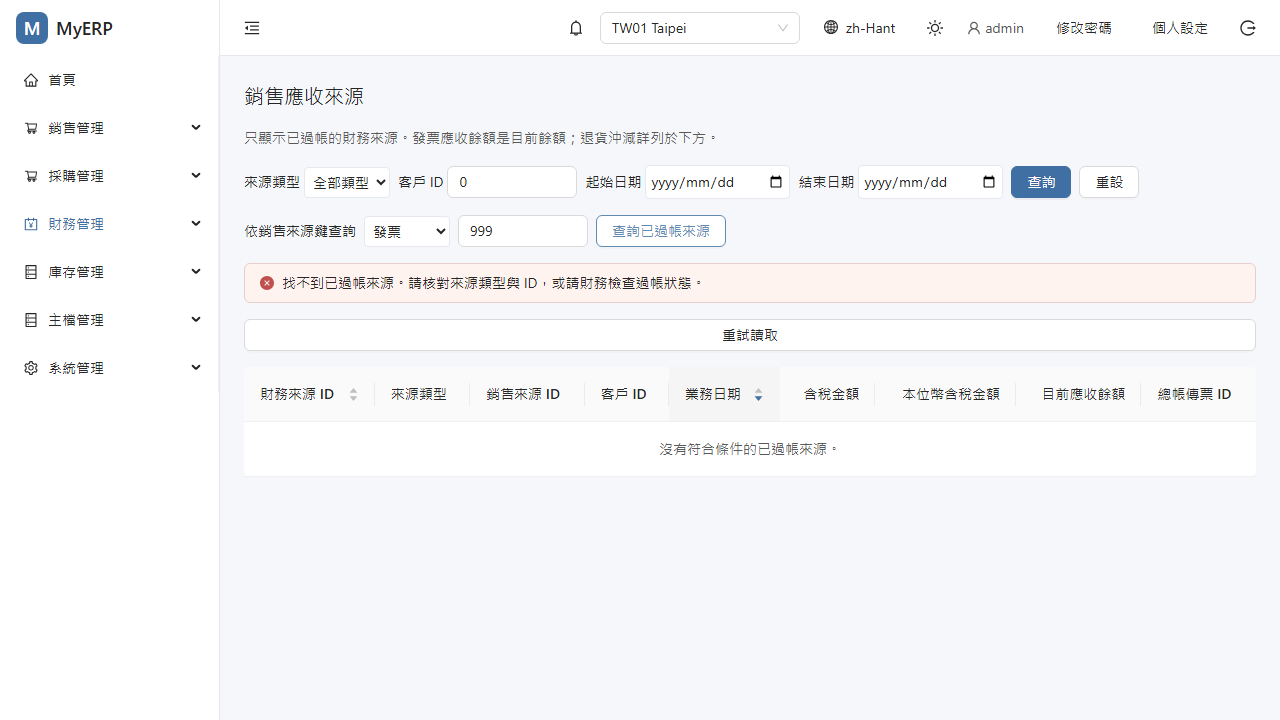 M MyERP
TW01 Taipei
zh-Hant
admin
修改密碼
個人設定
首頁
銷售管理
採購管理
財務管理
庫存管理
主檔管理
系統管理
銷售應收來源
只顯示已過帳的財務來源。發票應收餘額是目前餘額；退貨沖減詳列於下方。
來源類型 全部類型 客戶 ID 0 起始日期 yyyy/mm/dd 結束日期 yyyy/mm/dd 查詢 重設
依銷售來源鍵查詢 發票 999 查詢已過帳來源
找不到已過帳來源。請核對來源類型與 ID，或請財務檢查過帳狀態。
重試讀取
財務來源 ID 來源類型 銷售來源 ID 客戶 ID 業務日期 含稅金額 本位幣含稅金額 目前應收餘額 總帳傳票 ID
沒有符合條件的已過帳來源。